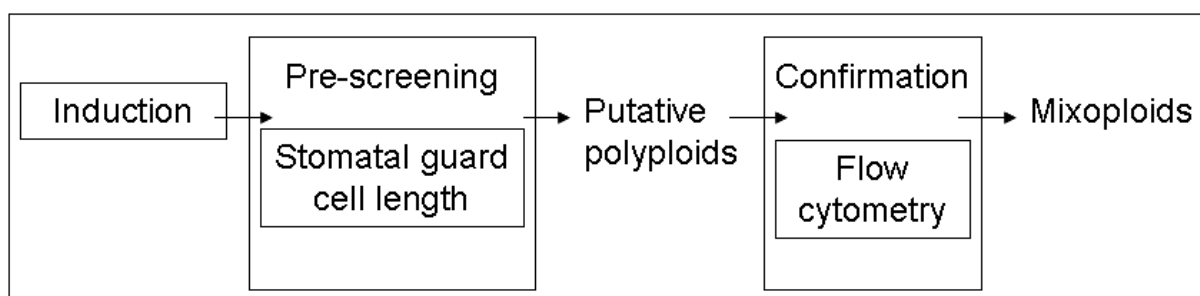 Induction
Pre-screening
Stomatal guard
cell length
Putative
polyploids
Confirmation
Flow
cytometry
Mixoploids